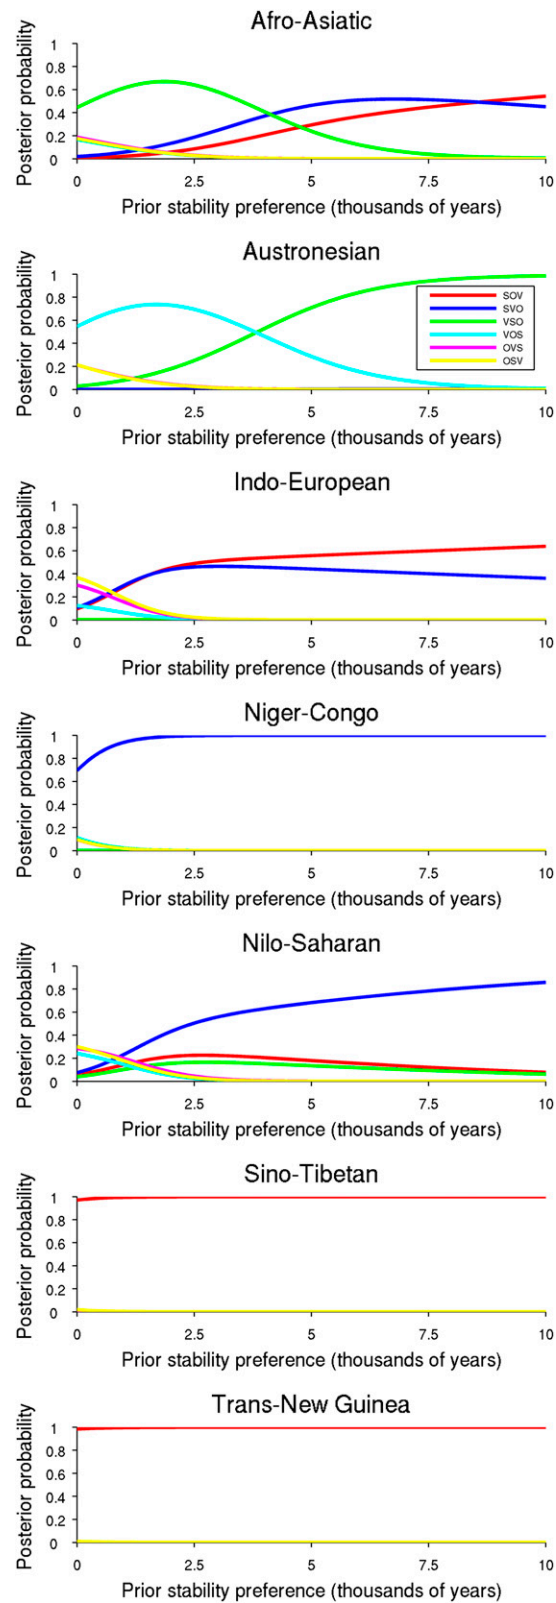 Afro-Asiatic
Posterior probability
1
0.8
0.6
0.4
0.2
0
0 2.5 5 7.5 10
Prior stability preference (thousands of years)
Austronesian
Posterior probability
1
0.8
0.6
0.4
0.2
0
SOV
SVO
VSO
VOS
OVS
OSV
0 2.5 5 7.5 10
Prior stability preference (thousands of years)
Indo-European
Posterior probability
1
0.8
0.6
0.4
0.2
0
0 2.5 5 7.5 10
Prior stability preference (thousands of years)
Niger-Congo
Posterior probability
1
0.8
0.6
0.4
0.2
0
0 2.5 5 7.5 10
Prior stability preference (thousands of years)
Nilo-Saharan
Posterior probability
1
0.8
0.6
0.4
0.2
0
0 2.5 5 7.5 10
Prior stability preference (thousands of years)
Sino-Tibetan
Posterior probability
1
0.8
0.6
0.4
0.2
0
0 2.5 5 7.5 10
Prior stability preference (thousands of years)
Trans-New Guinea
Posterior probability
1
0.8
0.6
0.4
0.2
0
0 2.5 5 7.5 10
Prior stability preference (thousands of years)